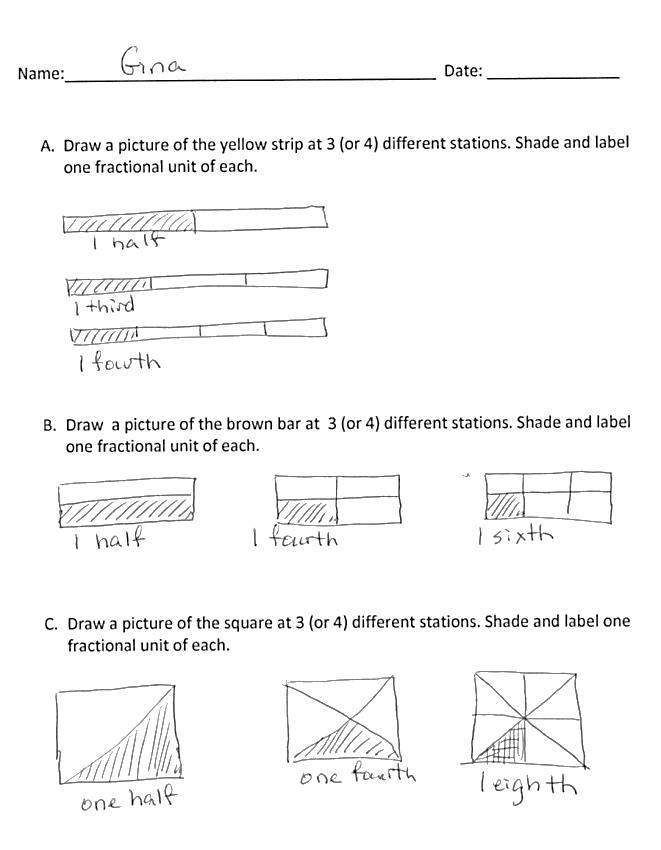 Name: Gina Date:
A. Draw a picture of the yellow strip at 3 (or 4) different stations. Shade and label
one fractional unit of each.
1 half
1 third
1 fourth
B. Draw a picture of the brown bar at 3 (or 4) different stations. Shade and label
one fractional unit of each.
1 half 1 fourth 1 sixth
C. Draw a picture of the square at 3 (or 4) different stations. Shade and label one
fractional unit of each.
one half one fourth 1 eighth